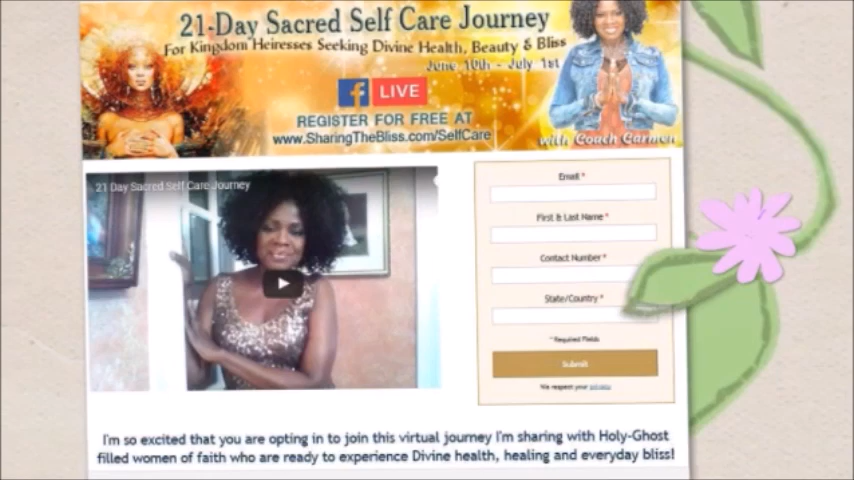 21-Day Sacred Self Care Journey
For Kingdom Heiresses Seeking Divine Health, Beauty & Bliss
June 10th - July 1st
f LIVE
REGISTER FOR FREE AT
www.SharingTheBliss.com/SelfCare
with Coach Carmen
21 Day Sacred Self Care Journey
Email *
First & Last Name *
Contact Number *
State/Country *
* Required Fields
Submit
We respect your privacy
I'm so excited that you are opting in to join this virtual journey I'm sharing with Holy-Ghost
filled women of faith who are ready to experience Divine health, healing and everyday bliss!